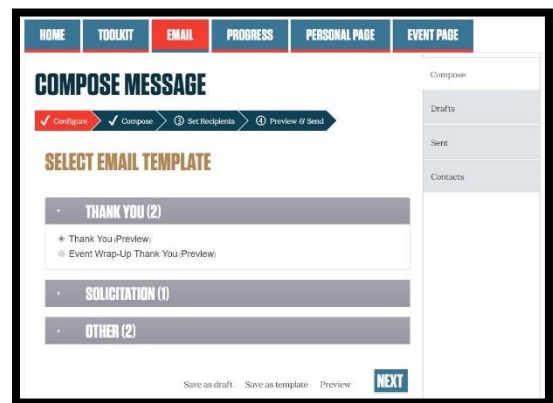 HOME TOOLKIT EMAIL PROGRESS PERSONAL PAGE EVENT PAGE
COMPOSE MESSAGE
Configure Compose 3 Set Recipients 4 Preview & Send
SELECT EMAIL TEMPLATE
THANK YOU (2)
Thank You (Preview)
Event Wrap-Up Thank You (Preview)
SOLICITATION (1)
OTHER (2)
Save as draft Save as template Preview NEXT
Compose
Drafts
Sent
Contacts